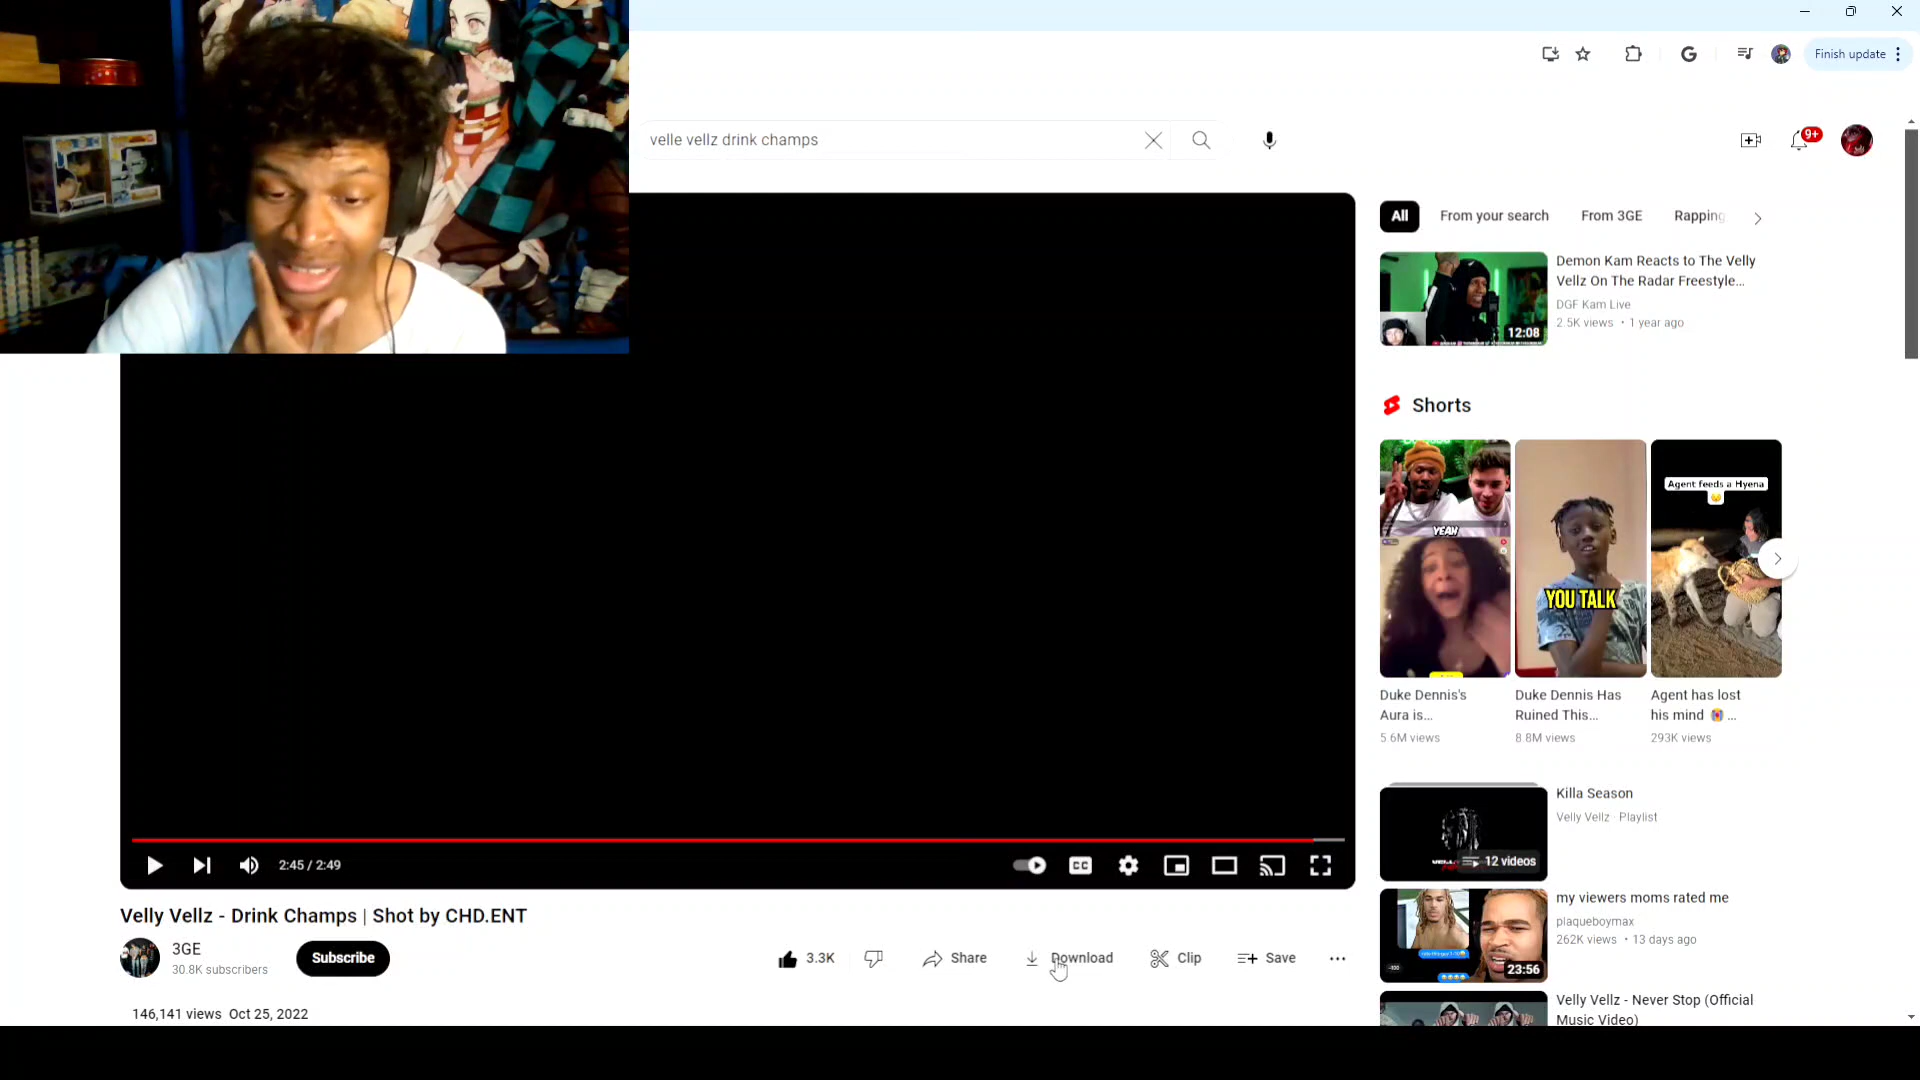 Finish update
velle vellz drink champs
9+
All
From your search
From 3GE
Rapping
12:08
Demon Kam Reacts to The Velly
Vellz On The Radar Freestyle...
DGF Kam Live
2.5K views • 1 year ago
Shorts
YEAH
YOU TALK
Agent feeds a Hyena
Duke Dennis's
Aura is...
5.6M views
Duke Dennis Has
Ruined This...
8.8M views
Agent has lost
his mind 😭 ...
293K views
12 videos
Killa Season
Velly Vellz · Playlist
23:56
my viewers moms rated me
plaqueboymax
262K views • 13 days ago
Velly Vellz - Never Stop (Official
Music Video)
2:45 / 2:49
CC
Velly Vellz - Drink Champs | Shot by CHD.ENT
3GE
30.8K subscribers
Subscribe
3.3K
Share
Download
Clip
Save
146,141 views Oct 25, 2022